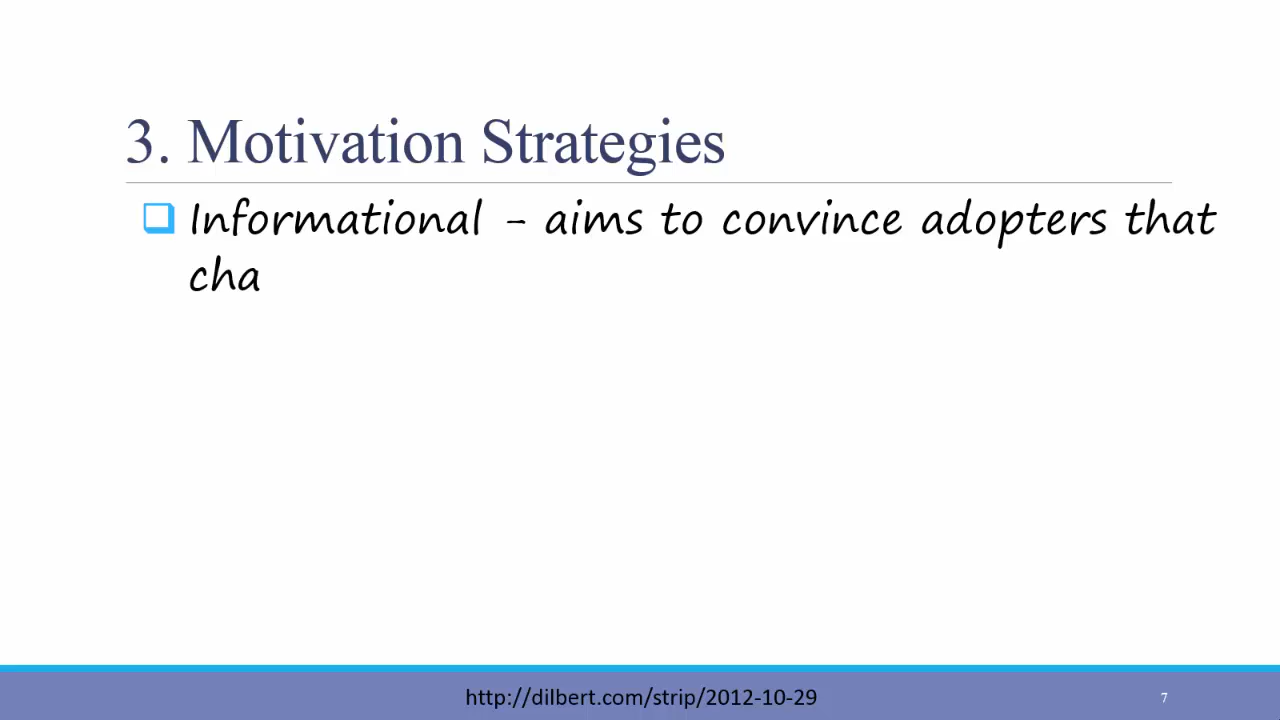 3. Motivation Strategies
Informational - aims to convince adopters that
cha
http://dilbert.com/strip/2012-10-29
7